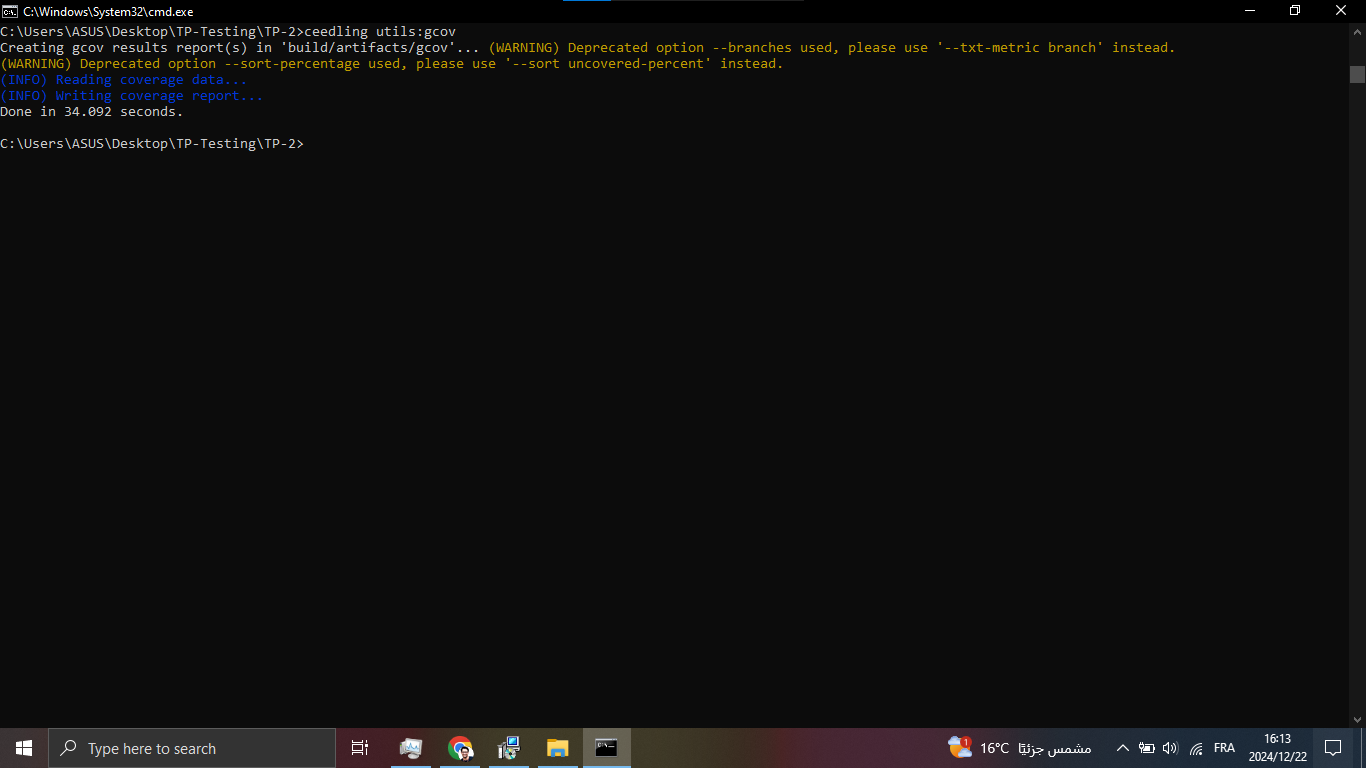 C:\Windows\System32\cmd.exe
C:\Users\ASUS\Desktop\TP-Testing\TP-2>ceedling utils:gcov
Creating gcov results report(s) in 'build/artifacts/gcov'... (WARNING) Deprecated option --branches used, please use '--txt-metric branch' instead.
(WARNING) Deprecated option --sort-percentage used, please use '--sort uncovered-percent' instead.
(INFO) Reading coverage data...
(INFO) Writing coverage report...
Done in 34.092 seconds.
C:\Users\ASUS\Desktop\TP-Testing\TP-2>
Type here to search
1
16°C مشمس جزئيًا
FRA
16:13
2024/12/22